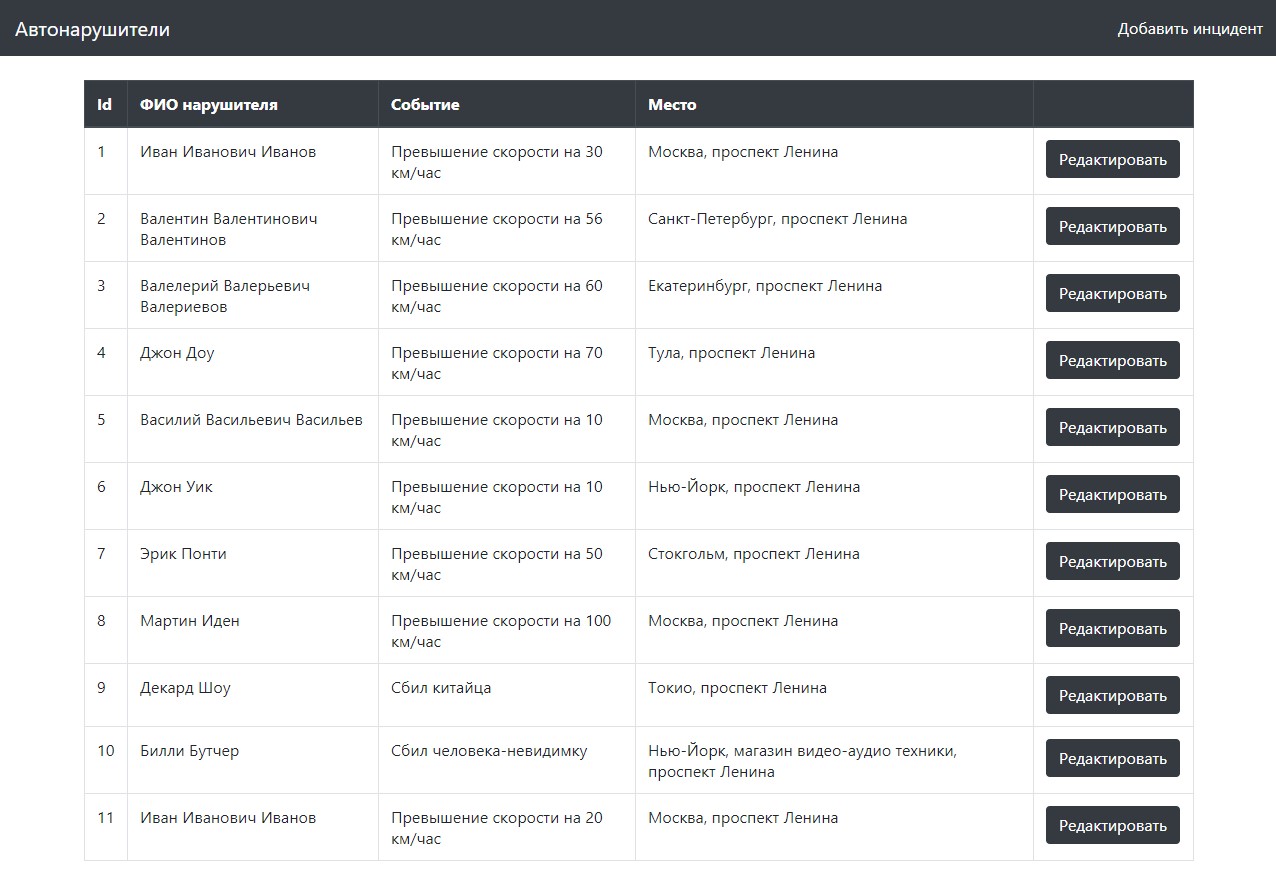 Автонарушители
Добавить инцидент
Id ФИО нарушителя Событие Место
1 Иван Иванович Иванов Превышение скорости на 30 Москва, проспект Ленина Редактировать
км/час
2 Валентин Валентинович Превышение скорости на 56 Санкт-Петербург, проспект Ленина Редактировать
Валентинов км/час
3 Валелерий Валерьевич Превышение скорости на 60 Екатеринбург, проспект Ленина Редактировать
Валериевов км/час
4 Джон Доу Превышение скорости на 70 Тула, проспект Ленина Редактировать
км/час
5 Василий Васильевич Васильев Превышение скорости на 10 Москва, проспект Ленина Редактировать
км/час
6 Джон Уик Превышение скорости на 10 Нью-Йорк, проспект Ленина Редактировать
км/час
7 Эрик Понти Превышение скорости на 50 Стокгольм, проспект Ленина Редактировать
км/час
8 Мартин Иден Превышение скорости на 100 Москва, проспект Ленина Редактировать
км/час
9 Декард Шоу Сбил китайца Токио, проспект Ленина Редактировать
10 Билли Бутчер Сбил человека-невидимку Нью-Йорк, магазин видео-аудио техники, Редактировать
проспект Ленина
11 Иван Иванович Иванов Превышение скорости на 20 Москва, проспект Ленина Редактировать
км/час